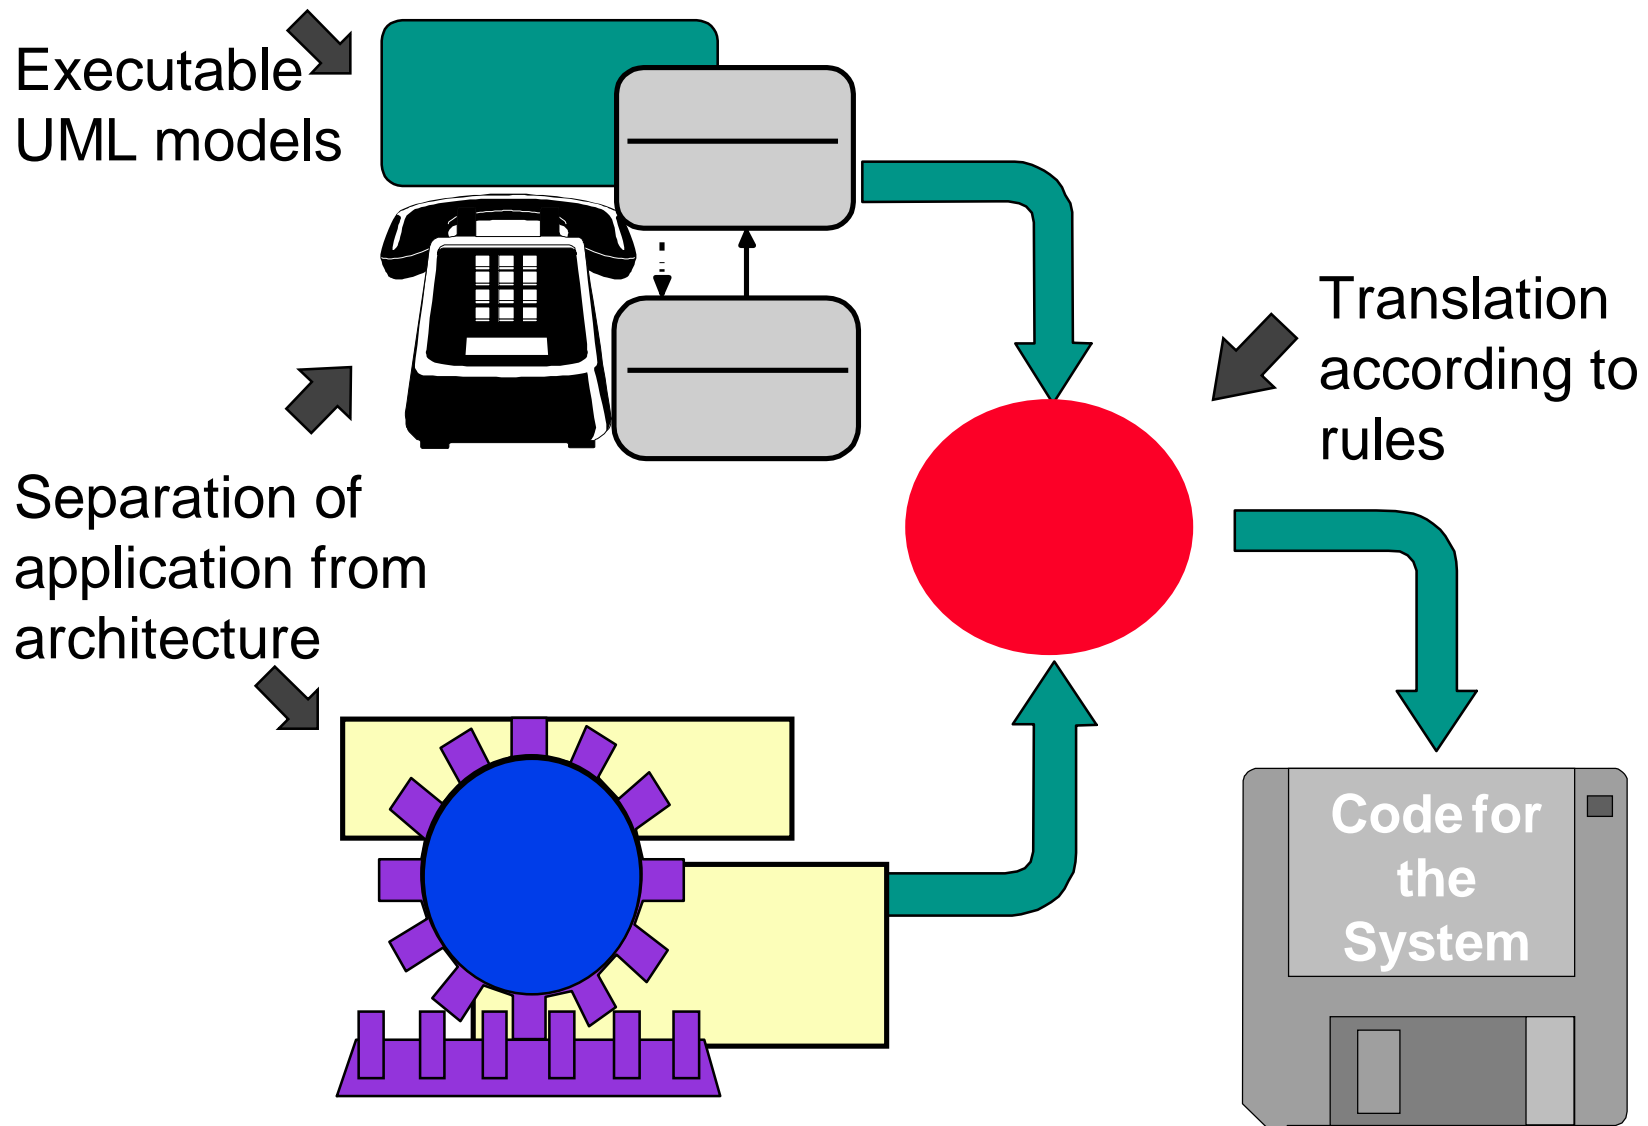 Executable
UML models
Translation
according to
rules
Separation of
application from
architecture
Code for
the
System